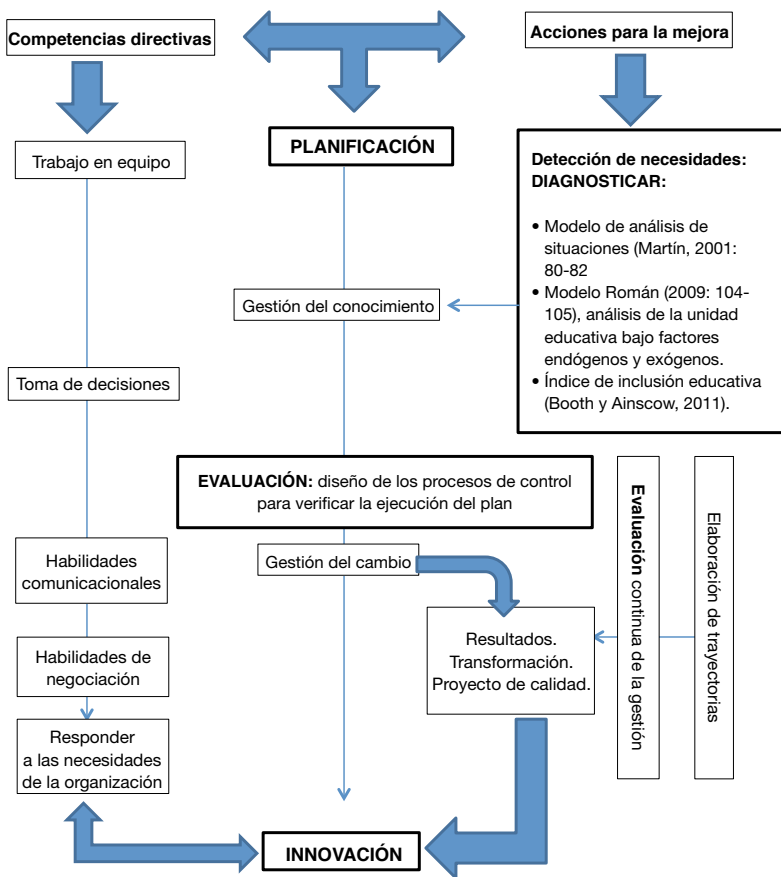 Competencias directivas
Acciones para la mejora
PLANIFICACIÓN
Trabajo en equipo
Detección de necesidades:
DIAGNOSTICAR:
• Modelo de análisis de
situaciones (Martín, 2001:
80-82
• Modelo Román (2009: 104-
105), análisis de la unidad
educativa bajo factores
endógenos y exógenos.
• Índice de inclusión educativa
(Booth y Ainscow, 2011).
Gestión del conocimiento
Toma de decisiones
EVALUACIÓN: diseño de los procesos de control
para verificar la ejecución del plan
Evaluación continua de la gestión
Elaboración de trayectorias
Habilidades
comunicacionales
Gestión del cambio
Resultados.
Transformación.
Proyecto de calidad.
Habilidades de
negociación
Responder
a las necesidades
de la organización
INNOVACIÓN